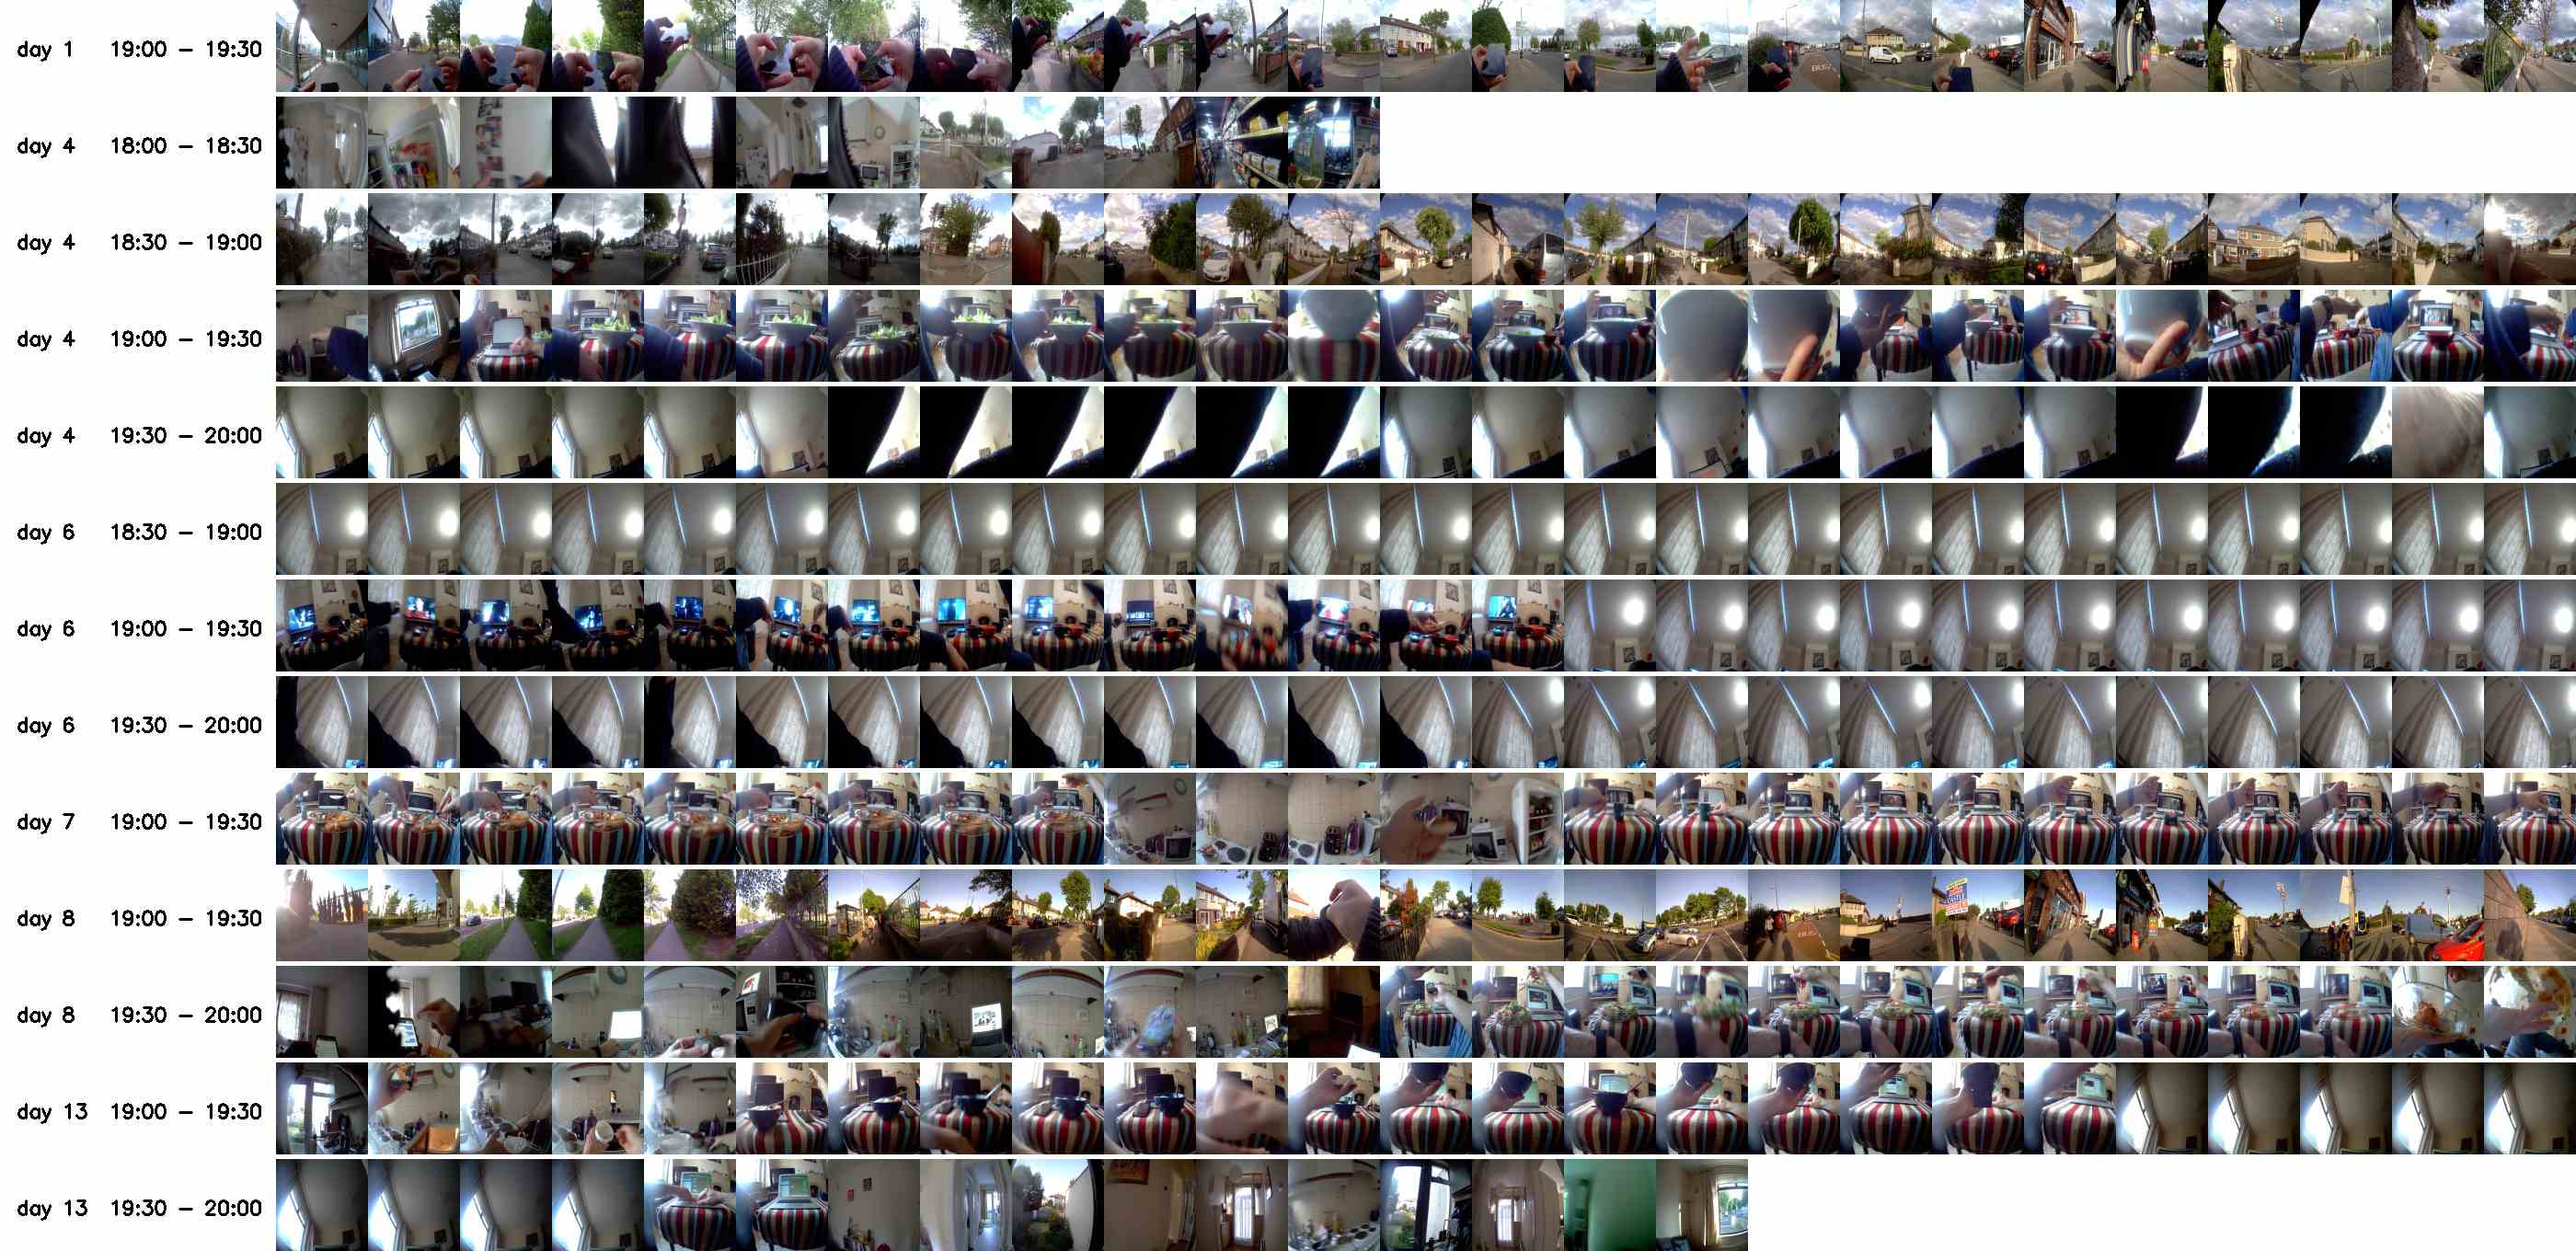 day 1 19:00 – 19:30
day 4 18:00 – 18:30
day 4 18:30 – 19:00
day 4 19:00 – 19:30
day 4 19:30 – 20:00
day 6 18:30 – 19:00
day 6 19:00 – 19:30
day 6 19:30 – 20:00
day 7 19:00 – 19:30
day 8 19:00 – 19:30
day 8 19:30 – 20:00
day 13 19:00 – 19:30
day 13 19:30 – 20:00